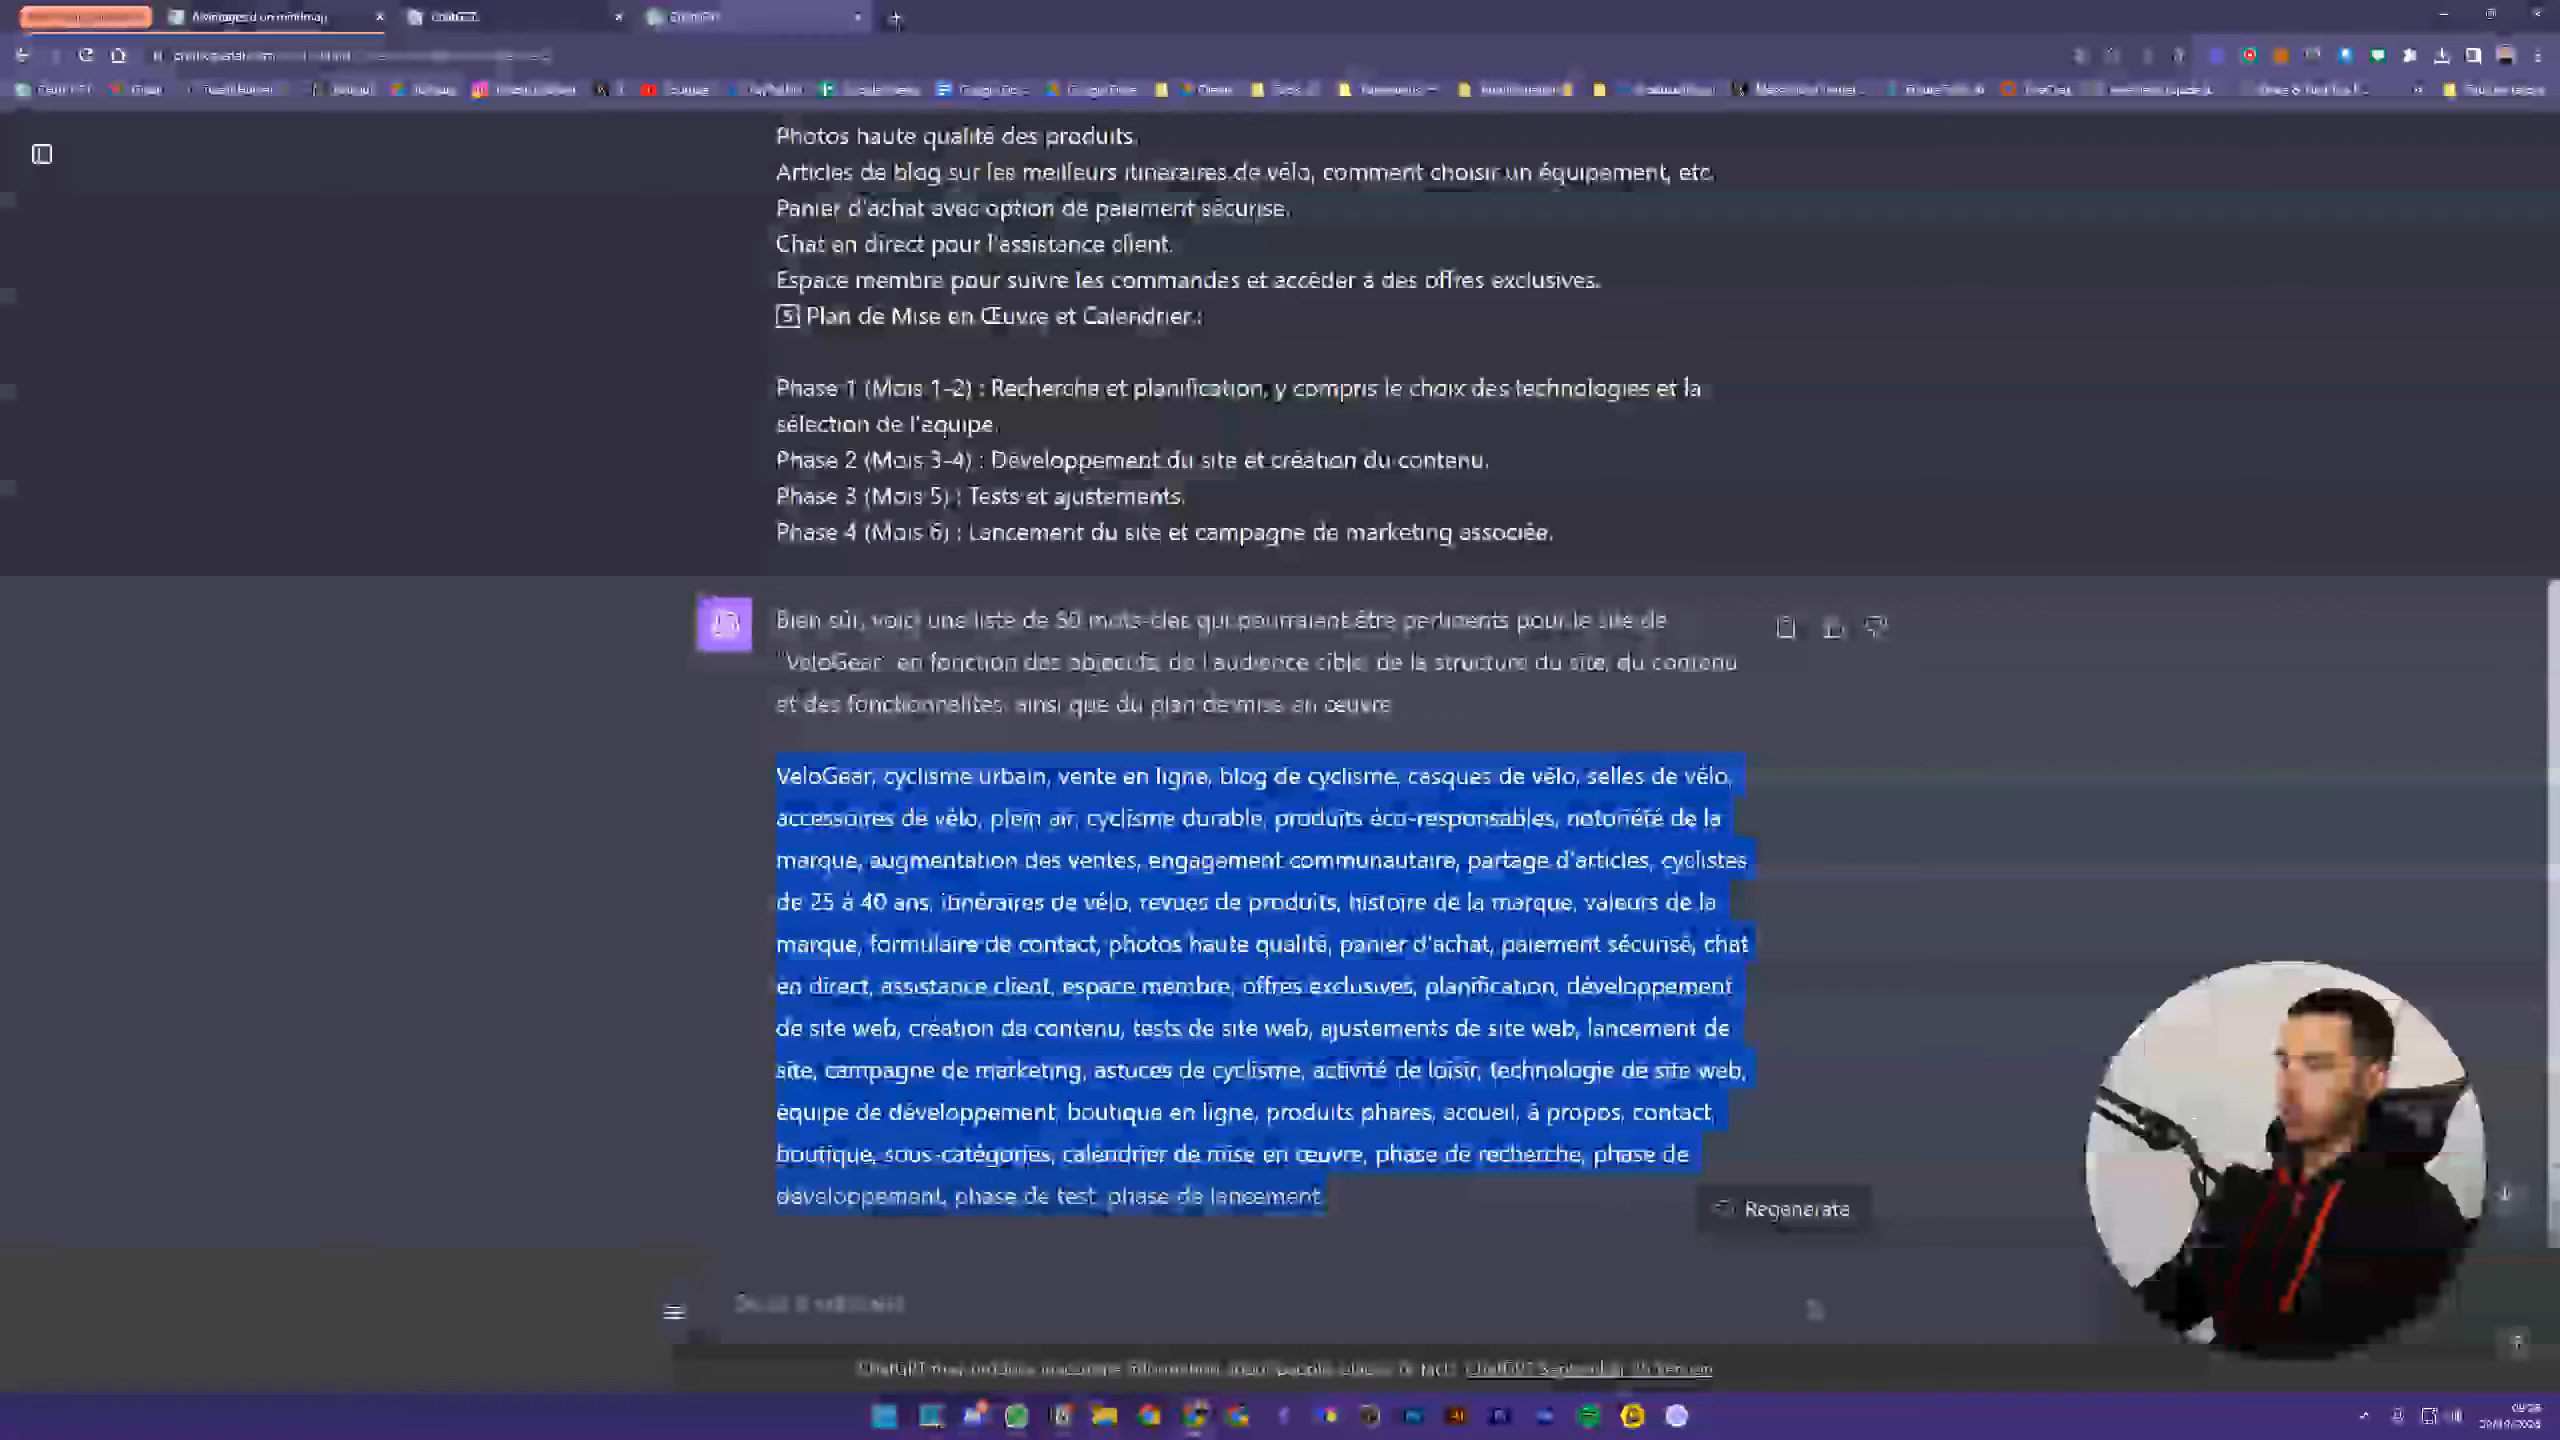 Avantages d'un mindmap
ChatGPT
Photos haute qualité des produits.
Articles de blog sur les meilleurs itinéraires de vélo, comment choisir un équipement, etc.
Panier d'achat avec option de paiement sécurisé.
Chat en direct pour l'assistance client.
Espace membre pour suivre les commandes et accéder à des offres exclusives.
5 Plan de Mise en Œuvre et Calendrier :
Phase 1 (Mois 1-2) : Recherche et planification, y compris le choix des technologies et la
sélection de l'équipe.
Phase 2 (Mois 3-4) : Développement du site et création du contenu.
Phase 3 (Mois 5) : Tests et ajustements.
Phase 4 (Mois 6) : Lancement du site et campagne de marketing associée.
Bien sûr, voici une liste de 50 mots-clés qui pourraient être pertinents pour le site de
"VeloGear" en fonction des objectifs, de l'audience cible, de la structure du site, du contenu
et des fonctionnalités, ainsi que du plan de mise en œuvre
VeloGear, cyclisme urbain, vente en ligne, blog de cyclisme, casques de vélo, selles de vélo,
accessoires de vélo, plein air, cyclisme durable, produits éco-responsables, notoriété de la
marque, augmentation des ventes, engagement communautaire, partage d'articles, cyclistes
de 25 à 40 ans, itinéraires de vélo, revues de produits, histoire de la marque, valeurs de la
marque, formulaire de contact, photos haute qualité, panier d'achat, paiement sécurisé, chat
en direct, assistance client, espace membre, offres exclusives, planification, développement
de site web, création de contenu, tests de site web, ajustements de site web, lancement de
site, campagne de marketing, astuces de cyclisme, activité de loisir, technologie de site web,
équipe de développement, boutique en ligne, produits phares, accueil, à propos, contact,
boutique, sous-catégories, calendrier de mise en œuvre, phase de recherche, phase de
développement, phase de test, phase de lancement
Regenerate
ChatGPT may produce inaccurate information about people, places, or facts.